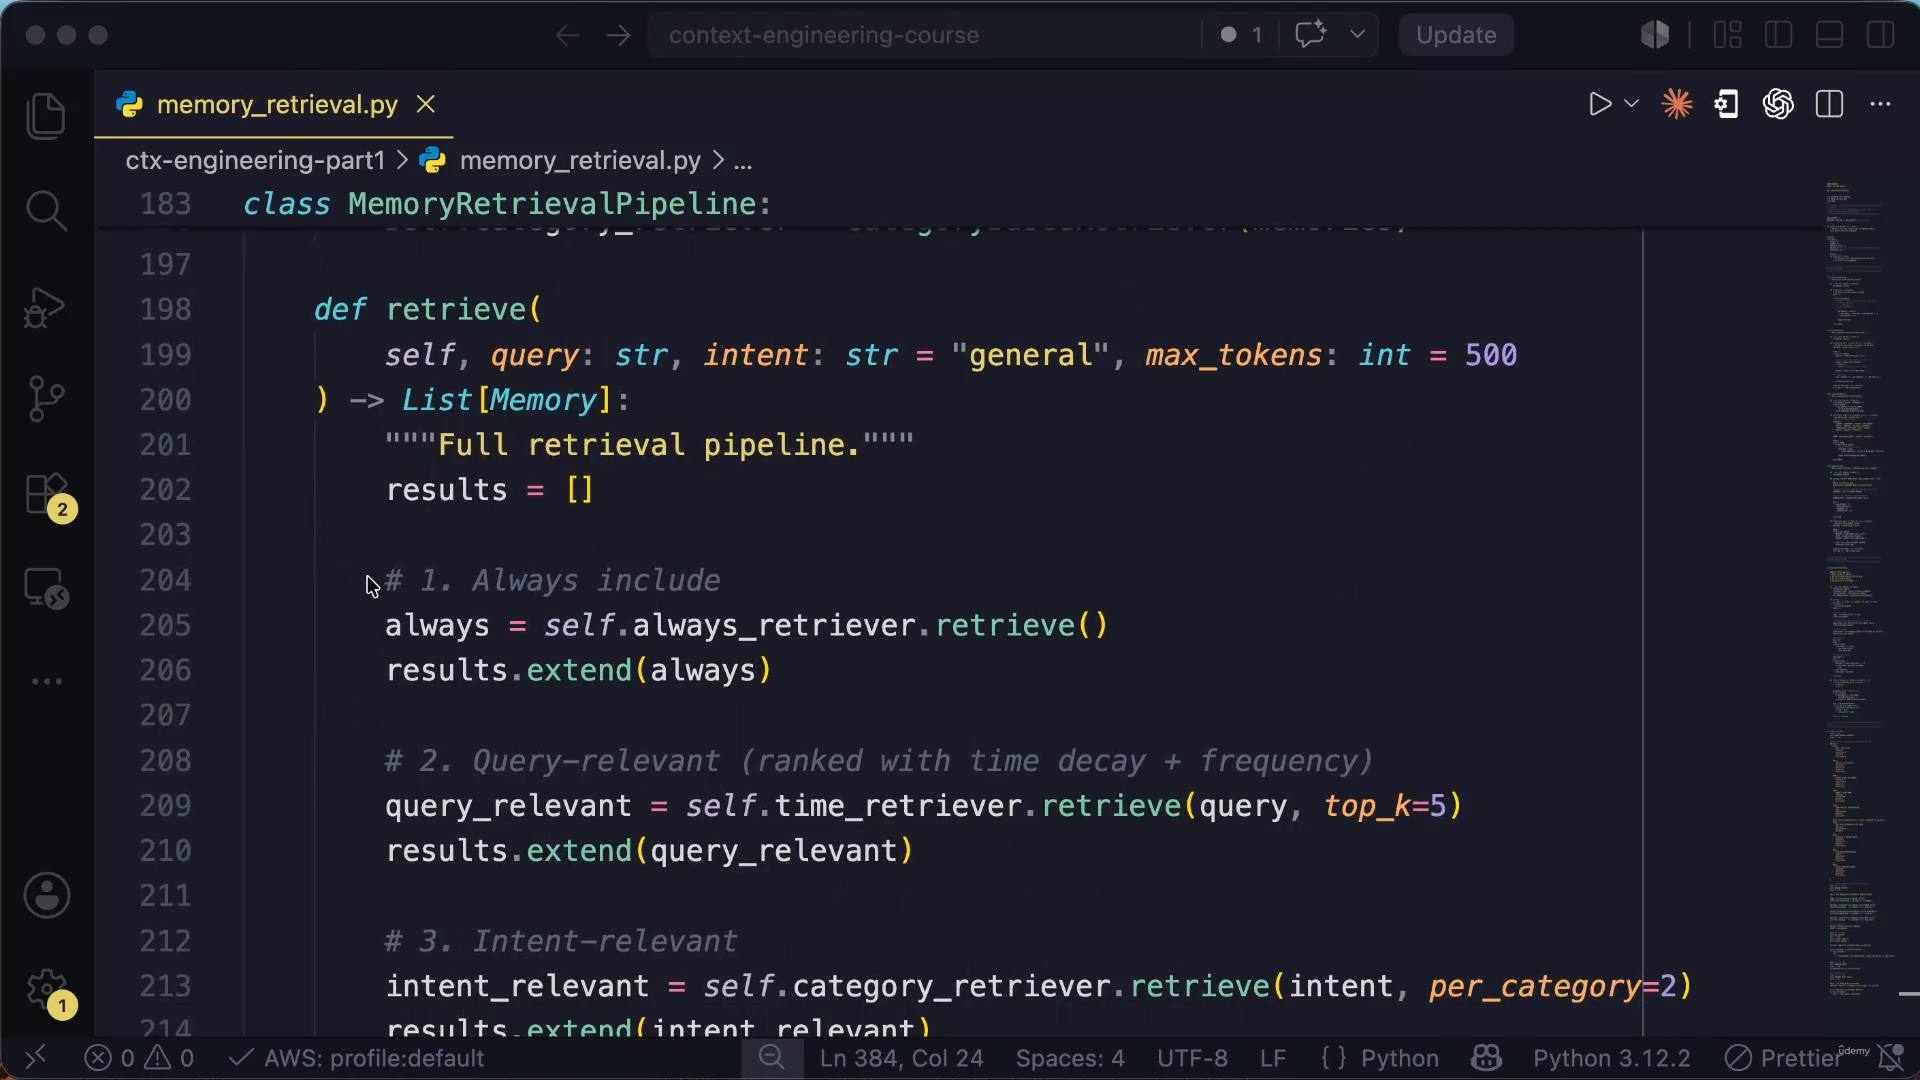 context-engineering-course
1
Update
memory_retrieval.py
ctx-engineering-part1 > memory_retrieval.py > ...
183 class MemoryRetrievalPipeline:
197
198 def retrieve(
199 self, query: str, intent: str = "general", max_tokens: int = 500
200 ) -> List[Memory]:
201 """Full retrieval pipeline."""
202 results = []
203
204 # 1. Always include
205 always = self.always_retriever.retrieve()
206 results.extend(always)
207
208 # 2. Query-relevant (ranked with time decay + frequency)
209 query_relevant = self.time_retriever.retrieve(query, top_k=5)
210 results.extend(query_relevant)
211
212 # 3. Intent-relevant
213 intent_relevant = self.category_retriever.retrieve(intent, per_category=2)
214 results.extend(intent_relevant)
2
1
0 0 AWS: profile:default Ln 384, Col 24 Spaces: 4 UTF-8 LF {} Python Python 3.12.2 Prettier
udemy